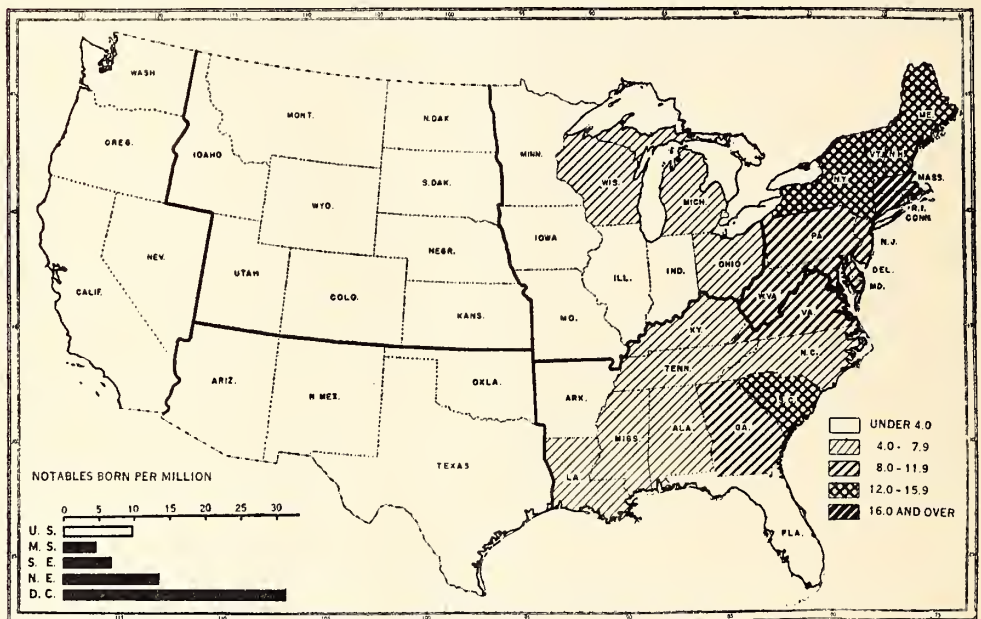 WASH
OREG.
CALIF.
NEV.
IDAHO
MONT.
WYO.
UTAH
COLO.
ARIZ.
N MEX.
N.DAK
S.DAK.
NEBR.
KANS.
OKLA.
TEXAS
MINN.
IOWA
MO.
ARK.
LA
WIS.
MICH.
ILL.
IND.
OHIO
KY.
TENN.
MISS
ALA.
GA.
FLA.
S.C.
N.C.
VA.
W.VA
PA.
N.Y.
VT.
N.H.
ME.
MASS.
R.I.
CONN.
N.J.
DEL.
MD.
UNDER 4.0
4.0 - 7.9
8.0 - 11.9
12.0 - 15.9
16.0 AND OVER
NOTABLES BORN PER MILLION
0 5 10 15 20 25 30
U. S.
M. S.
S. E.
N. E.
D. C.